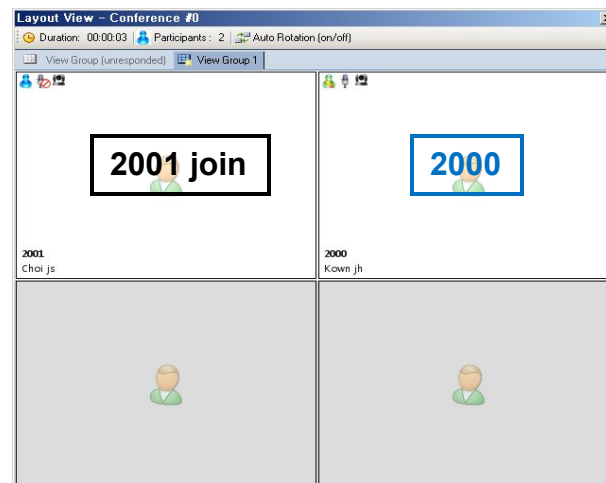 Layout View - Conference #0
Duration: 00:00:03 Participants : 2 Auto Rotation (on/off)
View Group (unresponded) View Group 1
2001 join
2000
2001
Choi js
2000
Kown jh